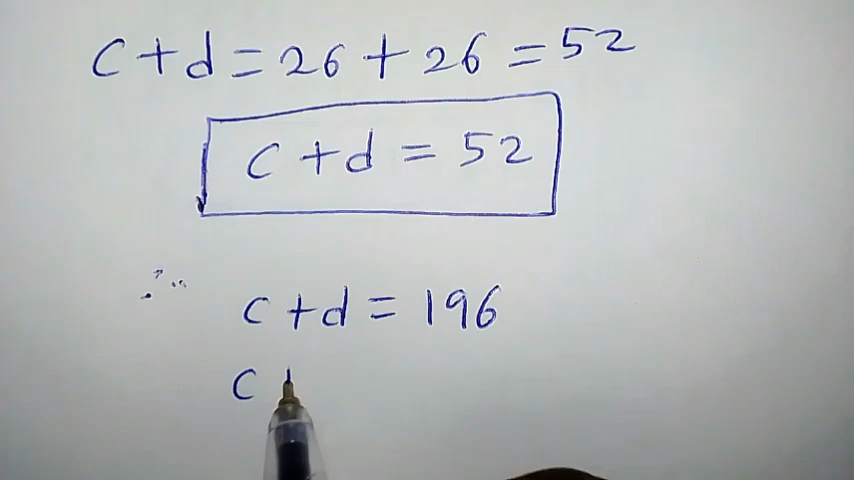 c + d = 26 + 26 = 52
c + d = 52
∴ c + d = 196
c